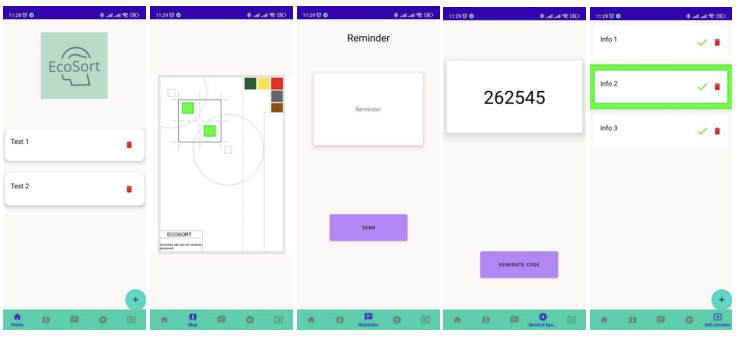 11:28
EcoSort
Test 1
Test 2
+
Home
11:29
ECOSORT
Simplified site plan for container
placement
Map
11:29
Reminder
Reminder
SEND
Reminder
11:29
262545
GENERATE CODE
Reward Sys...
11:29
Info 1
Info 2
Info 3
+
Info screen